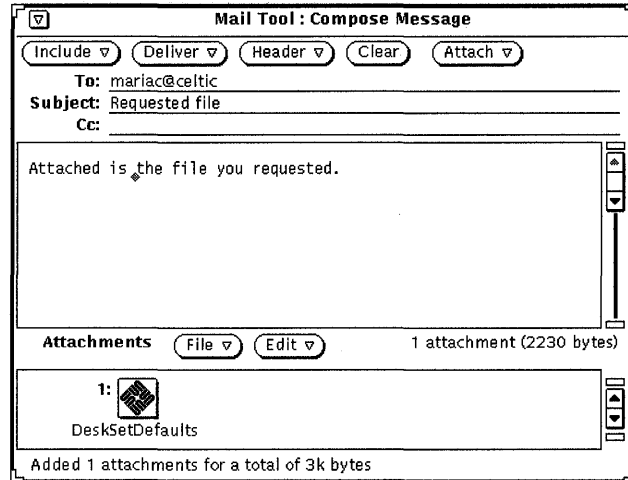 Mail Tool : Compose Message
Include Deliver Header Clear Attach
To: mariac@celtic
Subject: Requested file
Cc:
Attached is the file you requested.
Attachments File Edit 1 attachment (2230 bytes)
1:
DeskSetDefaults
Added 1 attachments for a total of 3k bytes